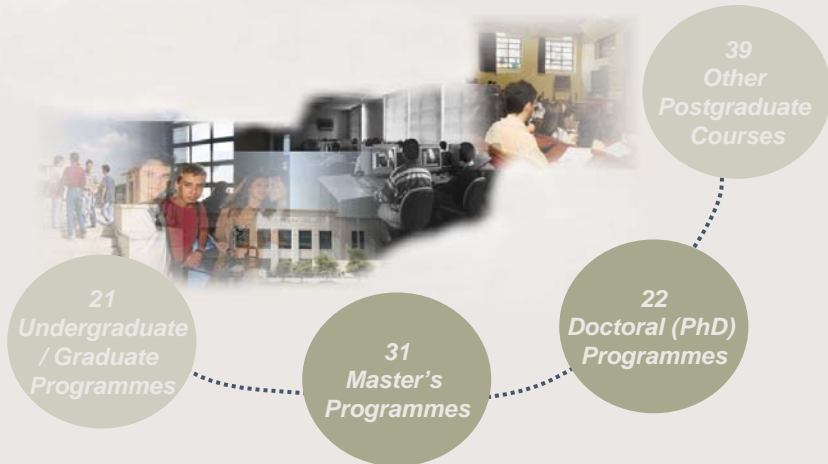 39
Other
Postgraduate
Courses
21
Undergraduate
/ Graduate
Programmes
31
Master's
Programmes
22
Doctoral (PhD)
Programmes